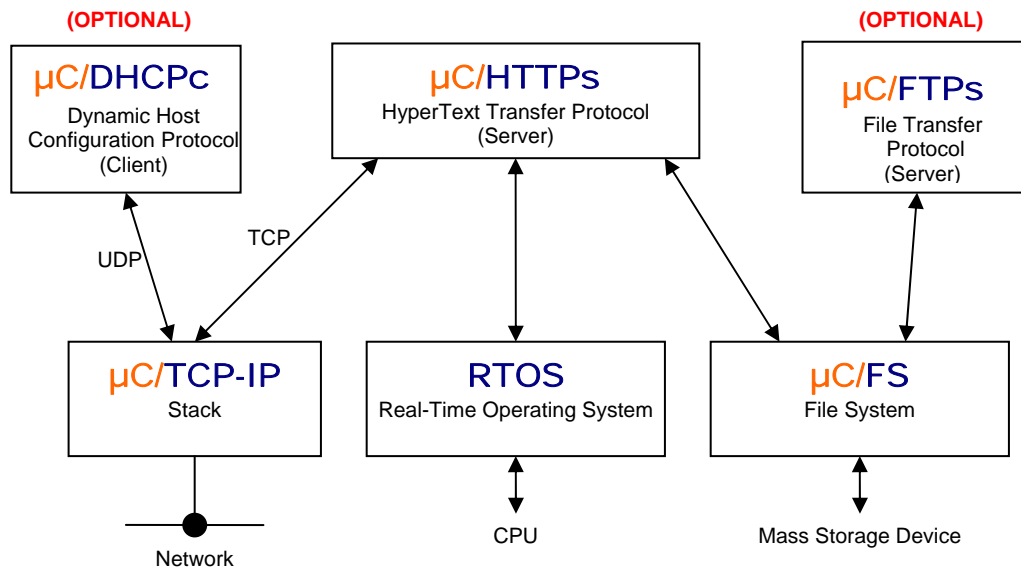 (OPTIONAL)
(OPTIONAL)
µC/DHCPc
Dynamic Host
Configuration Protocol
(Client)
µC/HTTPs
HyperText Transfer Protocol
(Server)
µC/FTPs
File Transfer
Protocol
(Server)
UDP
TCP
µC/TCP-IP
Stack
RTOS
Real-Time Operating System
µC/FS
File System
Network
CPU
Mass Storage Device